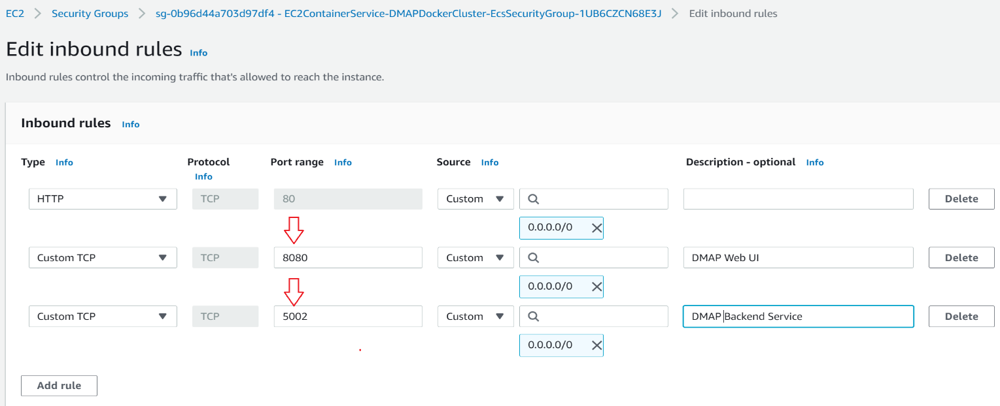 EC2 > Security Groups > sg-0b96d44a703d97df4 - EC2ContainerService-DMAPDockerCluster-EcsSecurityGroup-1UB6CZCN68E3J > Edit inbound rules
Edit inbound rules Info
Inbound rules control the incoming traffic that's allowed to reach the instance.
Inbound rules Info
Type Info Protocol Info Port range Info Source Info Description - optional Info
HTTP TCP 80 Custom Delete
0.0.0.0/0
Custom TCP TCP 8080 Custom DMAP Web UI Delete
0.0.0.0/0
Custom TCP TCP 5002 Custom DMAP Backend Service Delete
0.0.0.0/0
Add rule